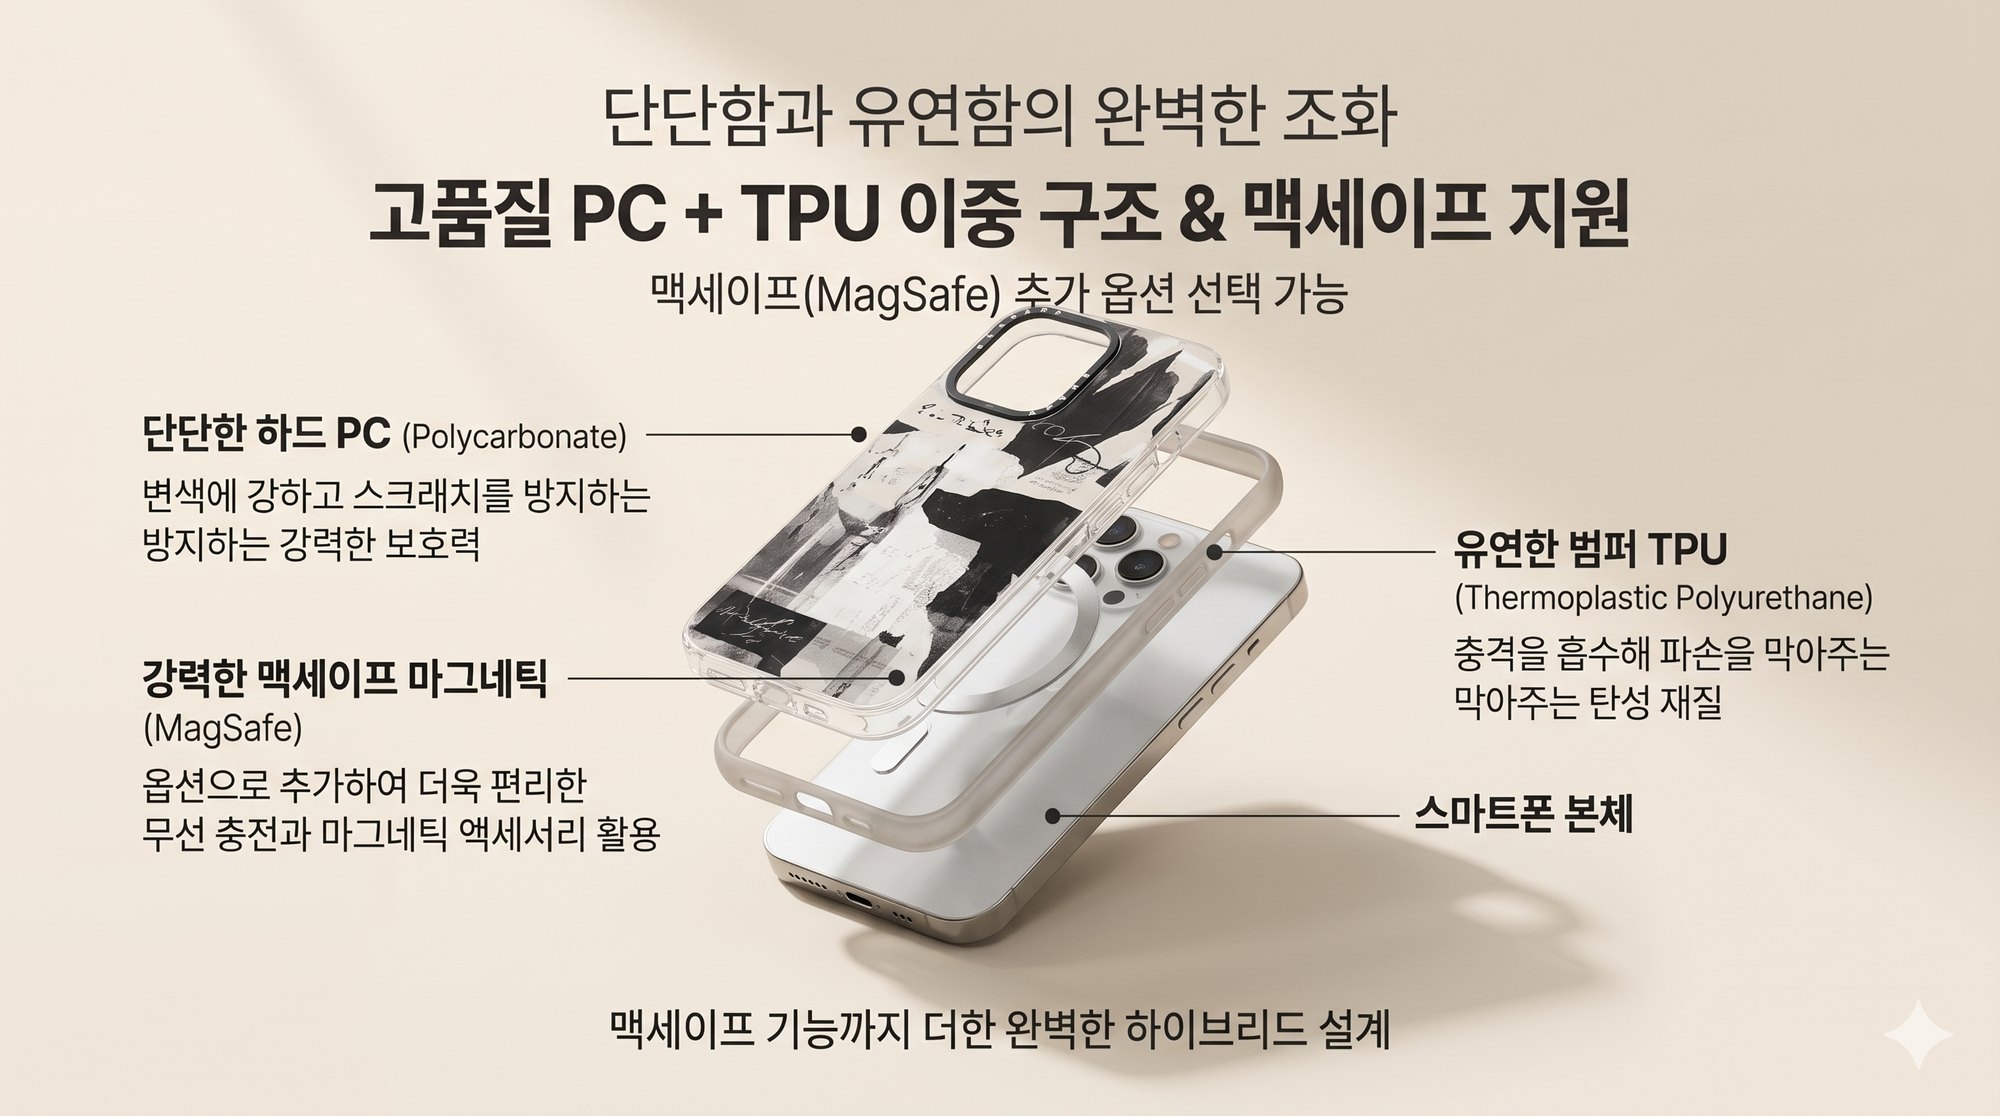 단단함과 유연함의 완벽한 조화
고품질 PC + TPU 이중 구조 & 맥세이프 지원
맥세이프(MagSafe) 추가 옵션 선택 가능
단단한 하드 PC (Polycarbonate)
변색에 강하고 스크래치를 방지하는
방지하는 강력한 보호력
강력한 맥세이프 마그네틱
(MagSafe)
옵션으로 추가하여 더욱 편리한
무선 충전과 마그네틱 액세서리 활용
유연한 범퍼 TPU
(Thermoplastic Polyurethane)
충격을 흡수해 파손을 막아주는
막아주는 탄성 재질
스마트폰 본체
맥세이프 기능까지 더한 완벽한 하이브리드 설계